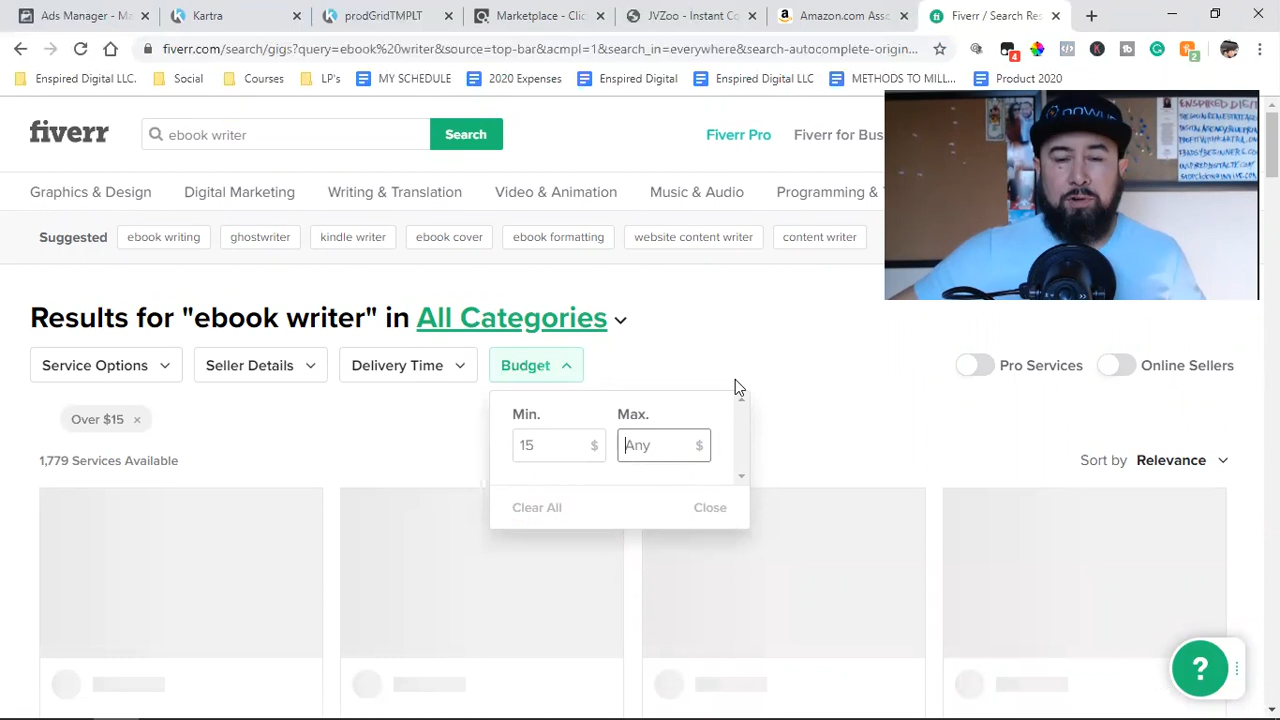 Ads Manager - Ma
Kartra
prodGridTMPLT
Marketplace - Clic
JVZoo - Instant Co
Amazon.com Asso
Fiverr / Search Res
fiverr.com/search/gigs?query=ebook%20writer&source=top-bar&acmpl=1&search_in=everywhere&search-autocomplete-origin...
4
2
Enspired Digital LLC.
Social
Courses
LP's
MY SCHEDULE
2020 Expenses
Enspired Digital
Enspired Digital LLC
METHODS TO MILL...
Product 2020
fiverr
ebook writer
Search
Fiverr Pro
Fiverr for Bus
Graphics & Design
Digital Marketing
Writing & Translation
Video & Animation
Music & Audio
Programming &
Suggested
ebook writing
ghostwriter
kindle writer
ebook cover
ebook formatting
website content writer
content writer
Results for "ebook writer" in All Categories
Service Options
Seller Details
Delivery Time
Budget
Pro Services
Online Sellers
Over $15 ×
Min.
Max.
15 $
Any $
1,779 Services Available
Sort by Relevance
Clear All
Close
?